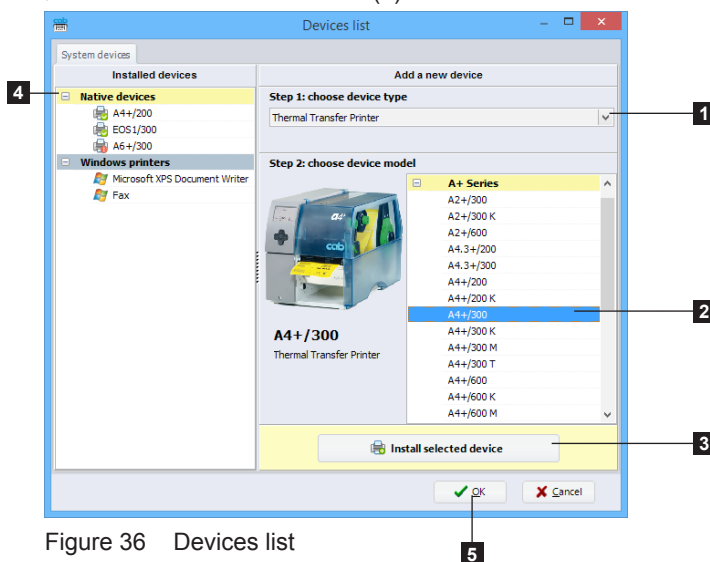 Devices list
System devices
Installed devices
Add a new device
4
Native devices
A4+/200
EOS1/300
A6+/300
Windows printers
Microsoft XPS Document Writer
Fax
Step 1: choose device type
Thermal Transfer Printer
1
Step 2: choose device model
a4+
cab
A4+/300
Thermal Transfer Printer
A+ Series
A2+/300
A2+/300 K
A2+/600
A4.3+/200
A4.3+/300
A4+/200
A4+/200 K
A4+/300
2
A4+/300 K
A4+/300 M
A4+/300 T
A4+/600
A4+/600 K
A4+/600 M
Install selected device
3
OK
Cancel
5
Figure 36 Devices list